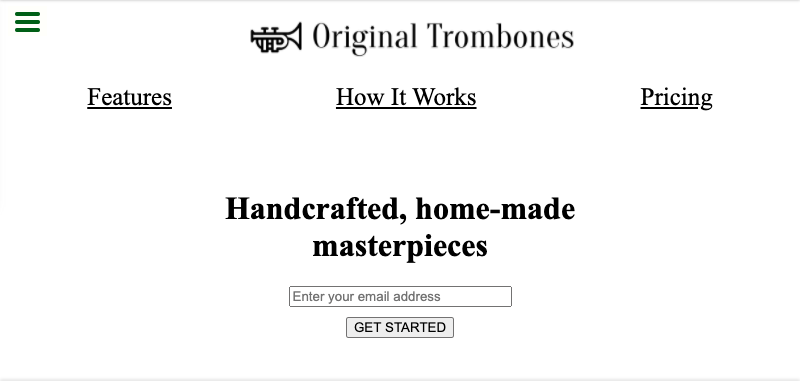 Original Trombones
Features How It Works Pricing
Handcrafted, home-made
masterpieces
Enter your email address
GET STARTED